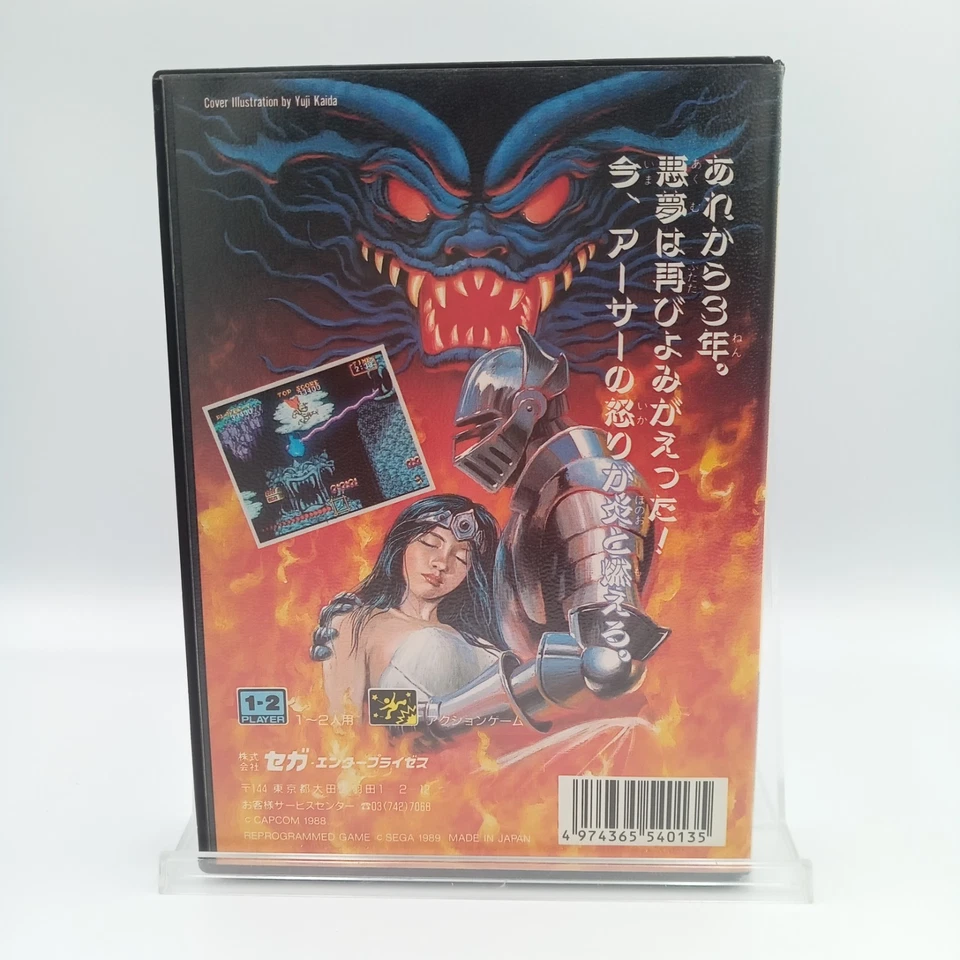 Cover Illustration by Yuji Kaida
あれから3年。
悪夢は再びよみがえった!
今、アーサーの怒りが炎と燃える。
TOP SCORE
1-2
PLAYER
1〜2人用
アクションゲーム
株式会社 セガ・エンタープライゼス
〒144 東京都大田区羽田1-2-12
お客様サービスセンター ☎03(742)7068
©CAPCOM 1988
REPROGRAMMED GAME © SEGA 1989 MADE IN JAPAN
4 974365 540135